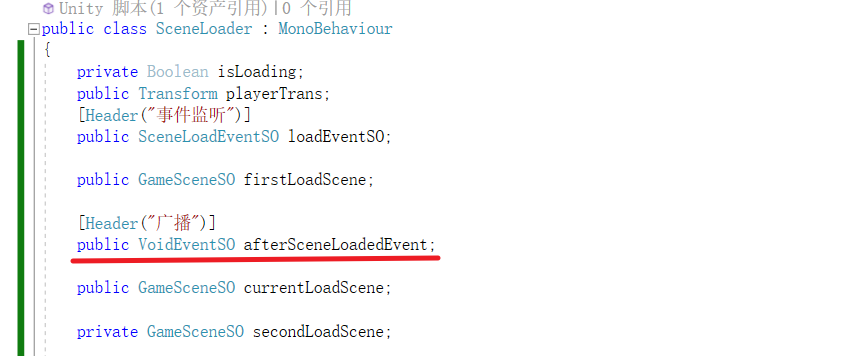 Unity 脚本(1 个资产引用)|0 个引用
public class SceneLoader : MonoBehaviour
{
private Boolean isLoading;
public Transform playerTrans;
[Header("事件监听")]
public SceneLoadEventSO loadEventSO;
public GameSceneSO firstLoadScene;
[Header("广播")]
public VoidEventSO afterSceneLoadedEvent;
public GameSceneSO currentLoadScene;
private GameSceneSO secondLoadScene;